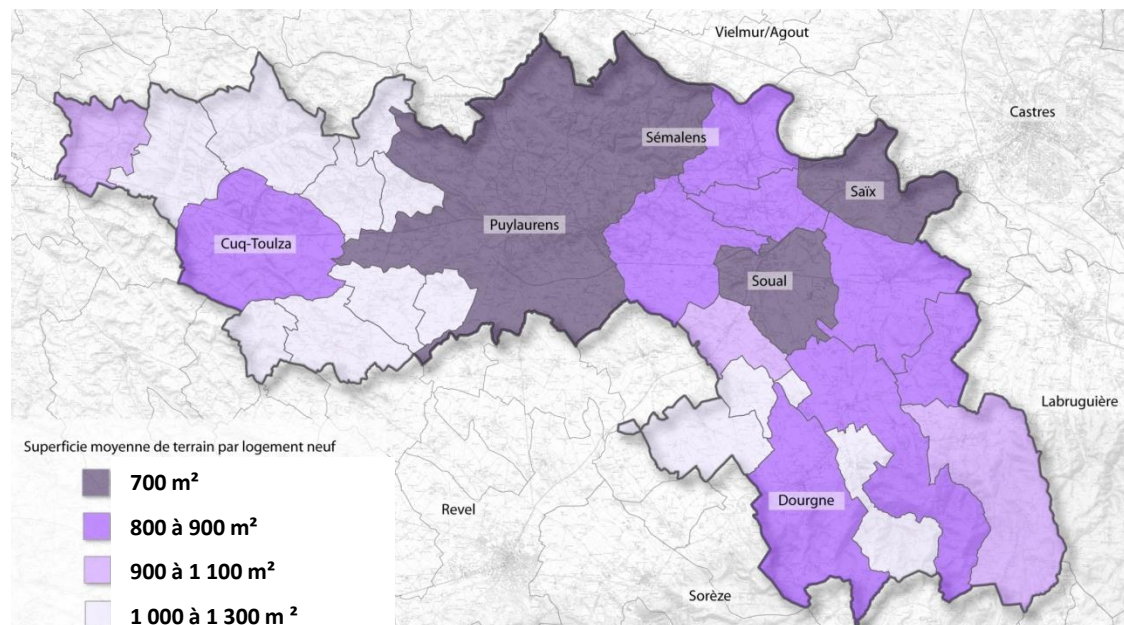 Vielmur/Agout
Castres
Sémalens
Saïx
Puylaurens
Cuq-Toulza
Soual
Labruguière
Superficie moyenne de terrain par logement neuf
700 m²
800 à 900 m²
900 à 1 100 m²
1 000 à 1 300 m ²
Revel
Dourgne
Sorèze